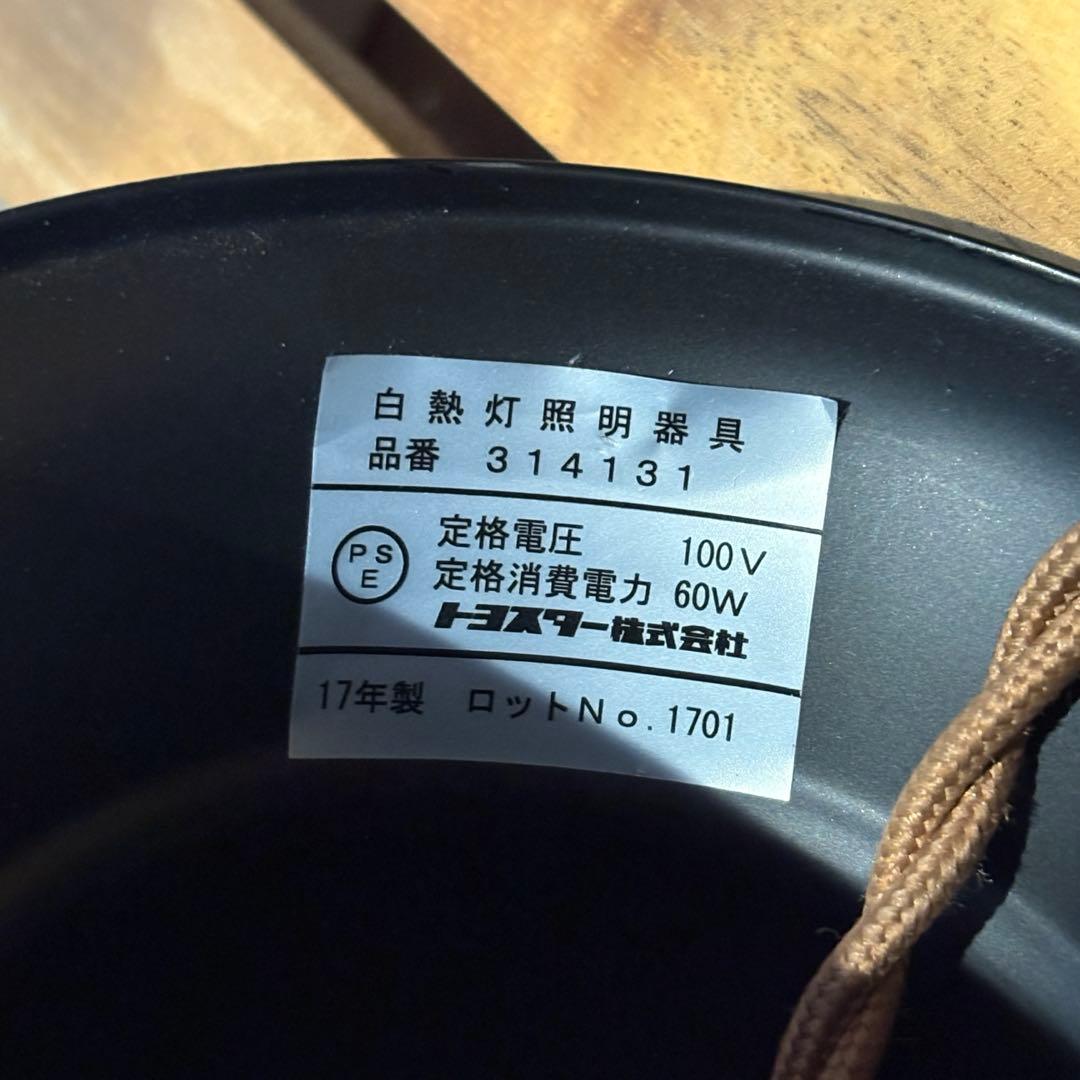 白熱灯照明器具
品番 ３１４１３１
PS
E
定格電圧 100V
定格消費電力 60W
トヨスター株式会社
17年製 ロットＮｏ.1701